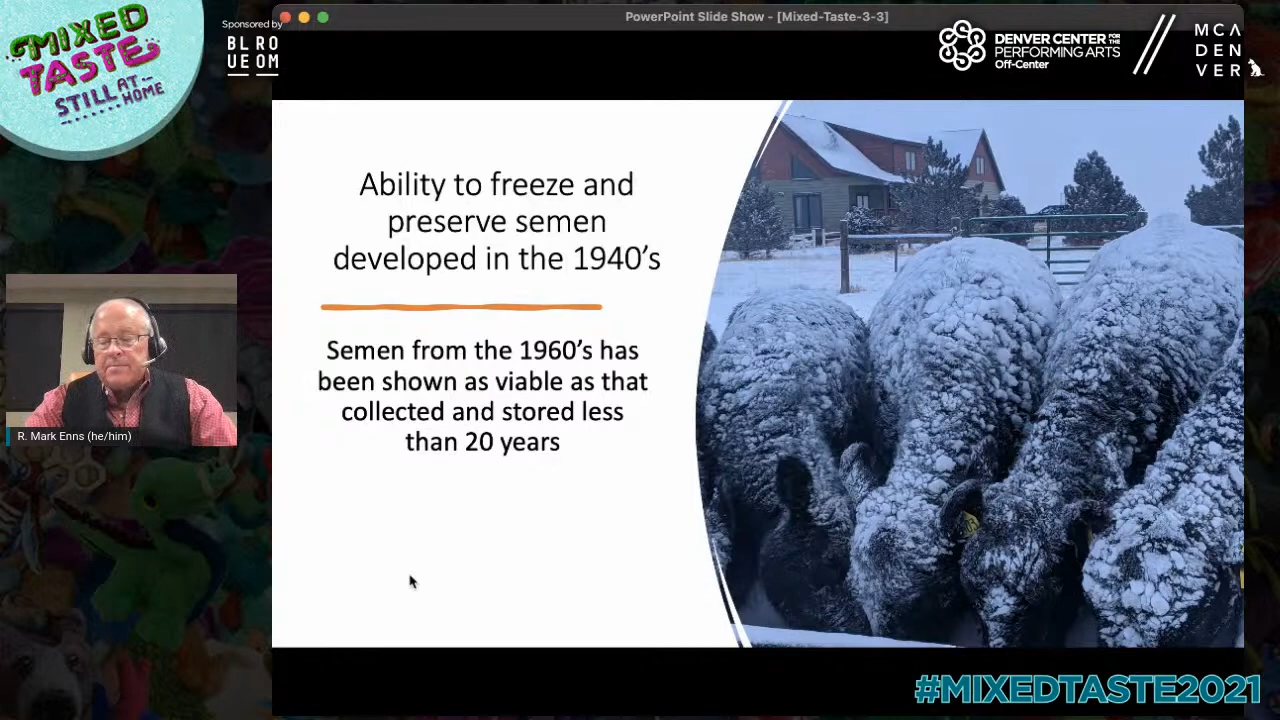 MIXED
TASTE
STILL AT
HOME
Sponsored by
BL RO
UE OM
PowerPoint Slide Show - [Mixed-Taste-3-3]
DENVER CENTER FOR THE
PERFORMING ARTS
Off-Center
MCA
DEN
VER
Ability to freeze and
preserve semen
developed in the 1940's
Semen from the 1960's has
been shown as viable as that
collected and stored less
than 20 years
R. Mark Enns (he/him)
#MIXEDTASTE2021